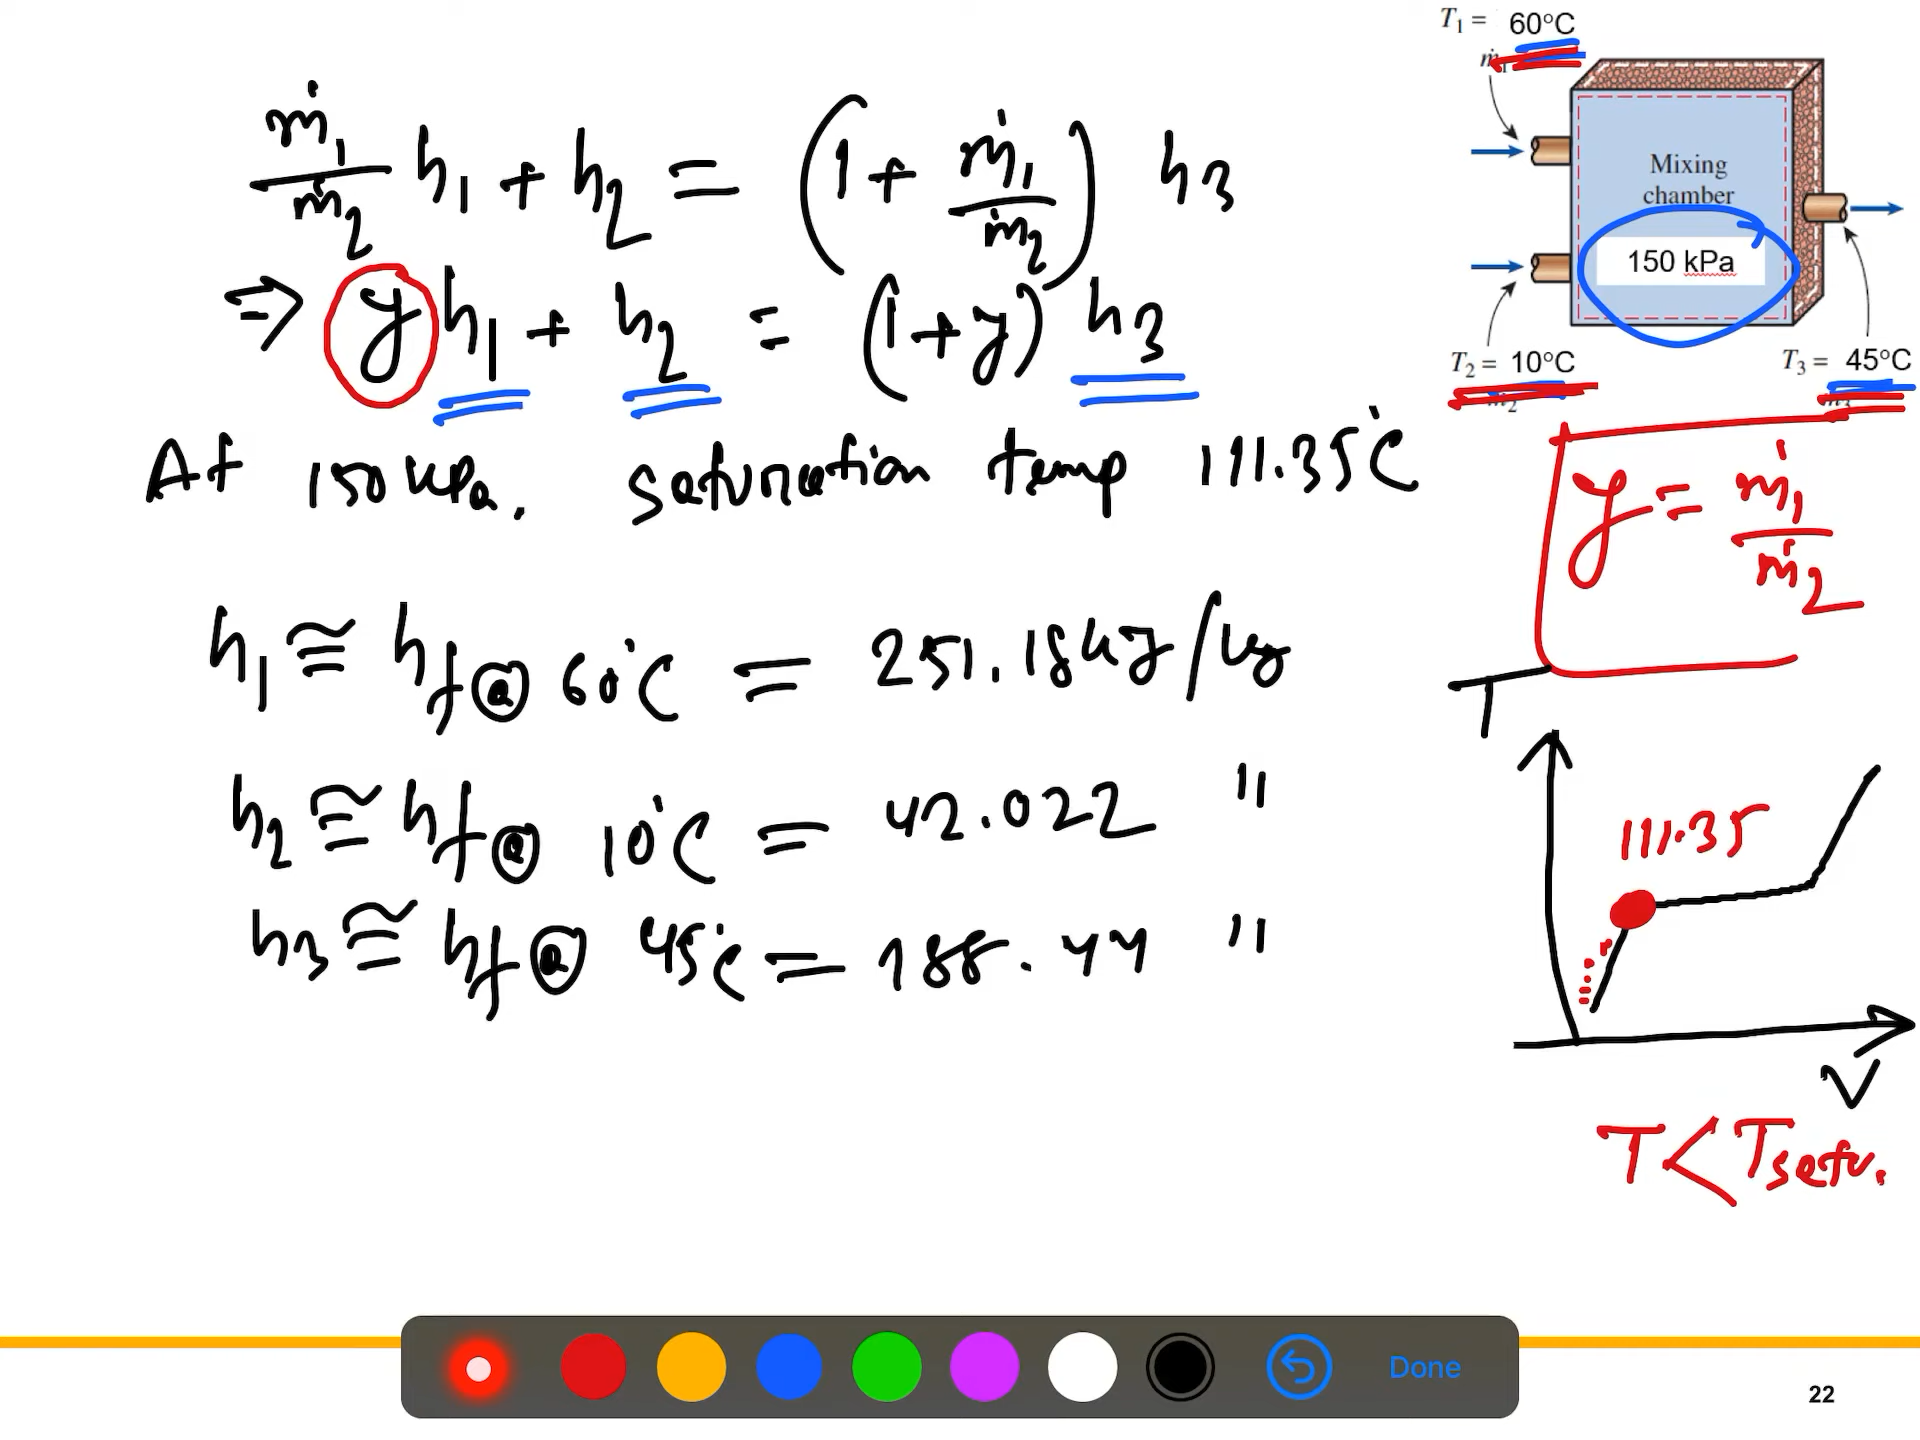 T₁ = 60°C
ṁ₁
Mixing
chamber
150 kPa
T₂ = 10°C
ṁ₂
T₃ = 45°C
ṁ₁/ṁ₂ h₁ + h₂ = (1 + ṁ₁/ṁ₂) h₃
⇒ y h₁ + h₂ = (1+y) h₃
At 150 kPa. saturation temp 111.35°C
y = ṁ₁/ṁ₂
h₁ ≅ hf@ 60°C = 251.18 kJ/kg
h₂ ≅ hf@ 10°C = 42.022 "
h₃ ≅ hf@ 45°C = 188.44 "
T
111.35
V
T < Tsatu.
Done
22